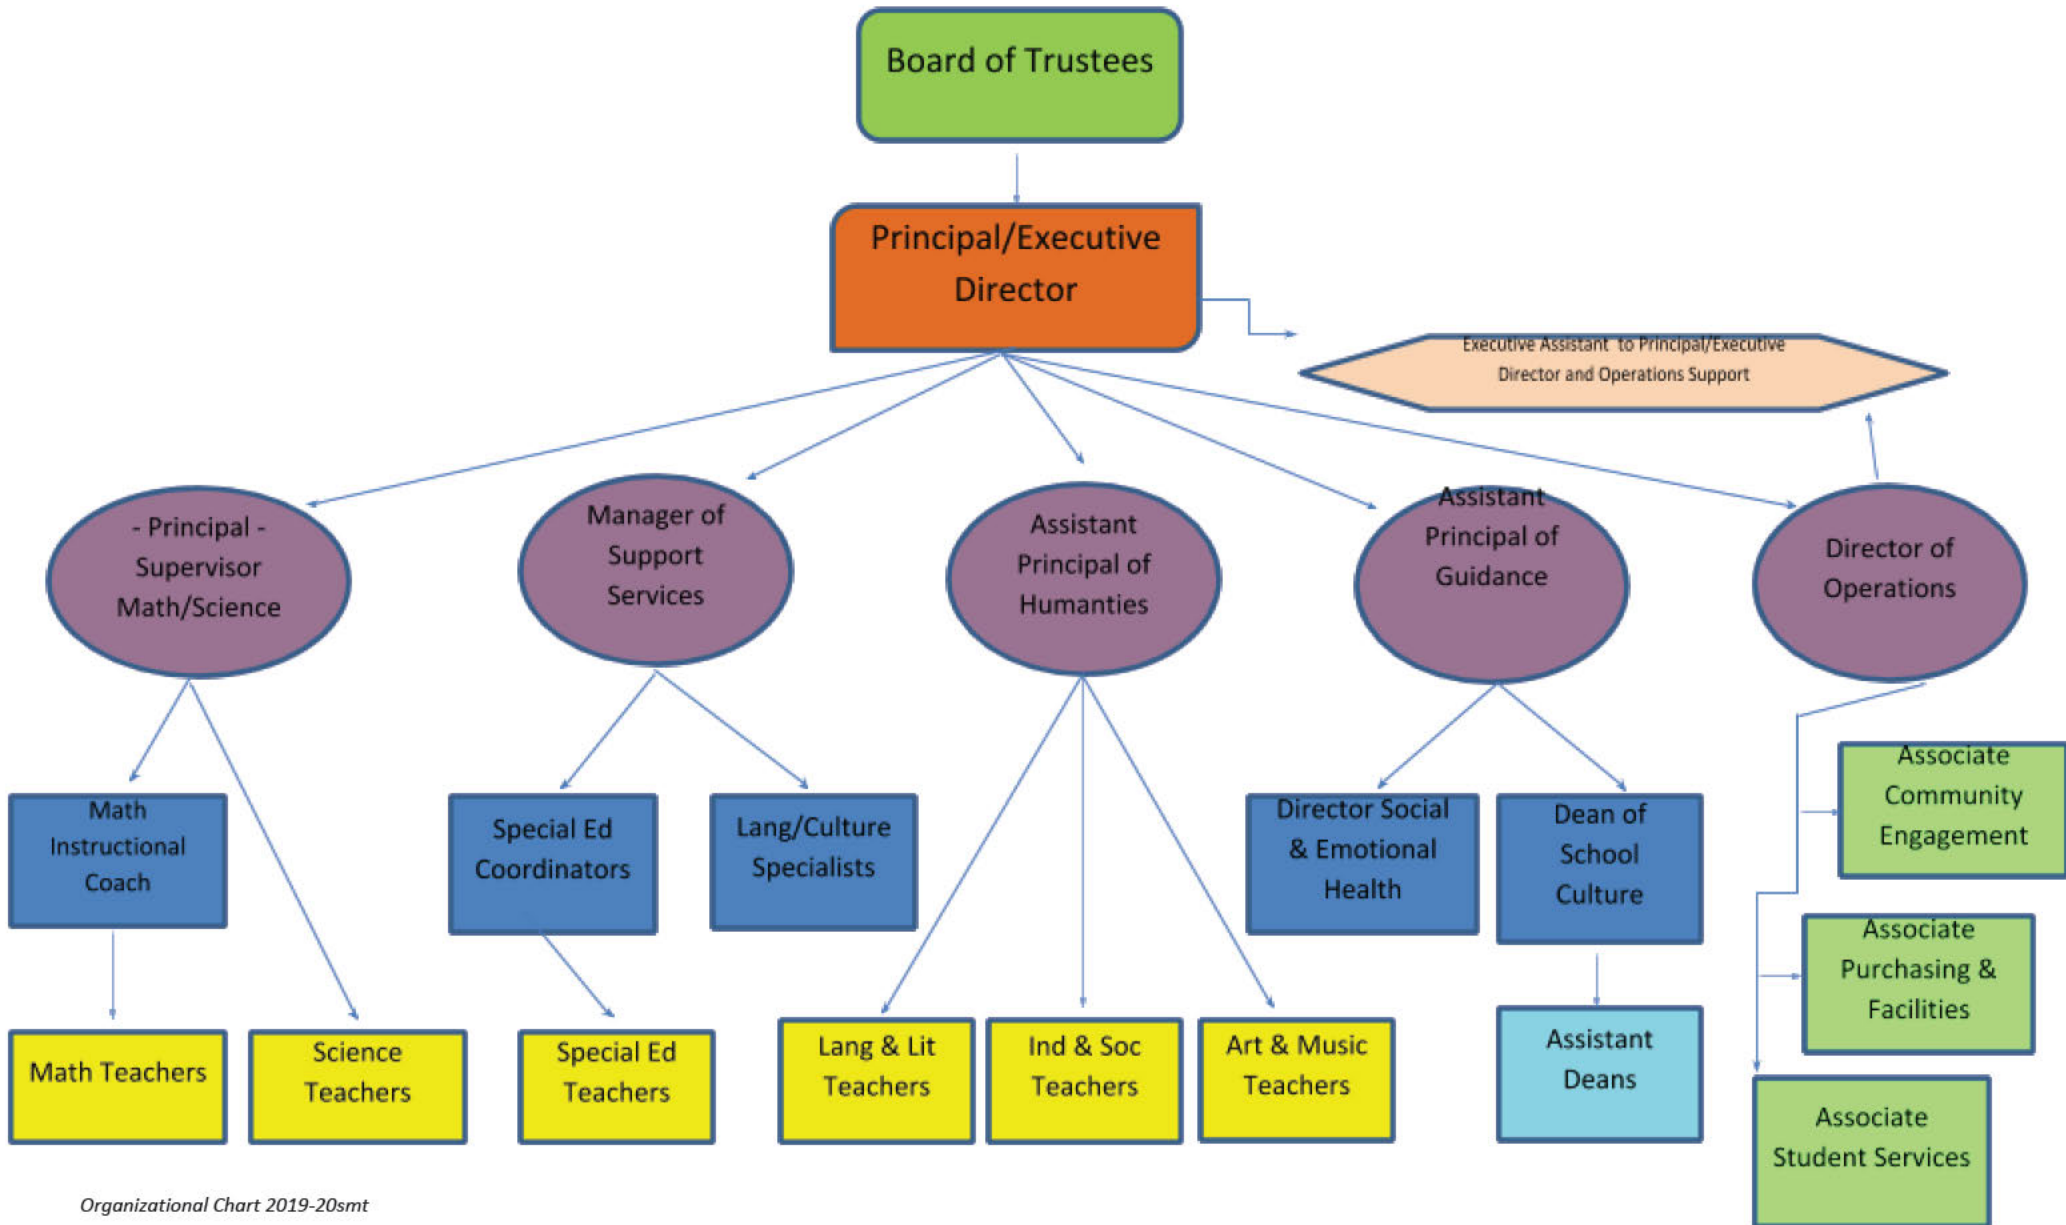 Board of Trustees
Principal/Executive
Director
Executive Assistant to Principal/Executive
Director and Operations Support
- Principal -
Supervisor
Math/Science
Manager of
Support
Services
Assistant
Principal of
Humanties
Assistant
Principal of
Guidance
Director of
Operations
Math
Instructional
Coach
Special Ed
Coordinators
Lang/Culture
Specialists
Director Social
& Emotional
Health
Dean of
School
Culture
Associate
Community
Engagement
Associate
Purchasing &
Facilities
Math Teachers
Science
Teachers
Special Ed
Teachers
Lang & Lit
Teachers
Ind & Soc
Teachers
Art & Music
Teachers
Assistant
Deans
Associate
Student Services
Organizational Chart 2019-20smt